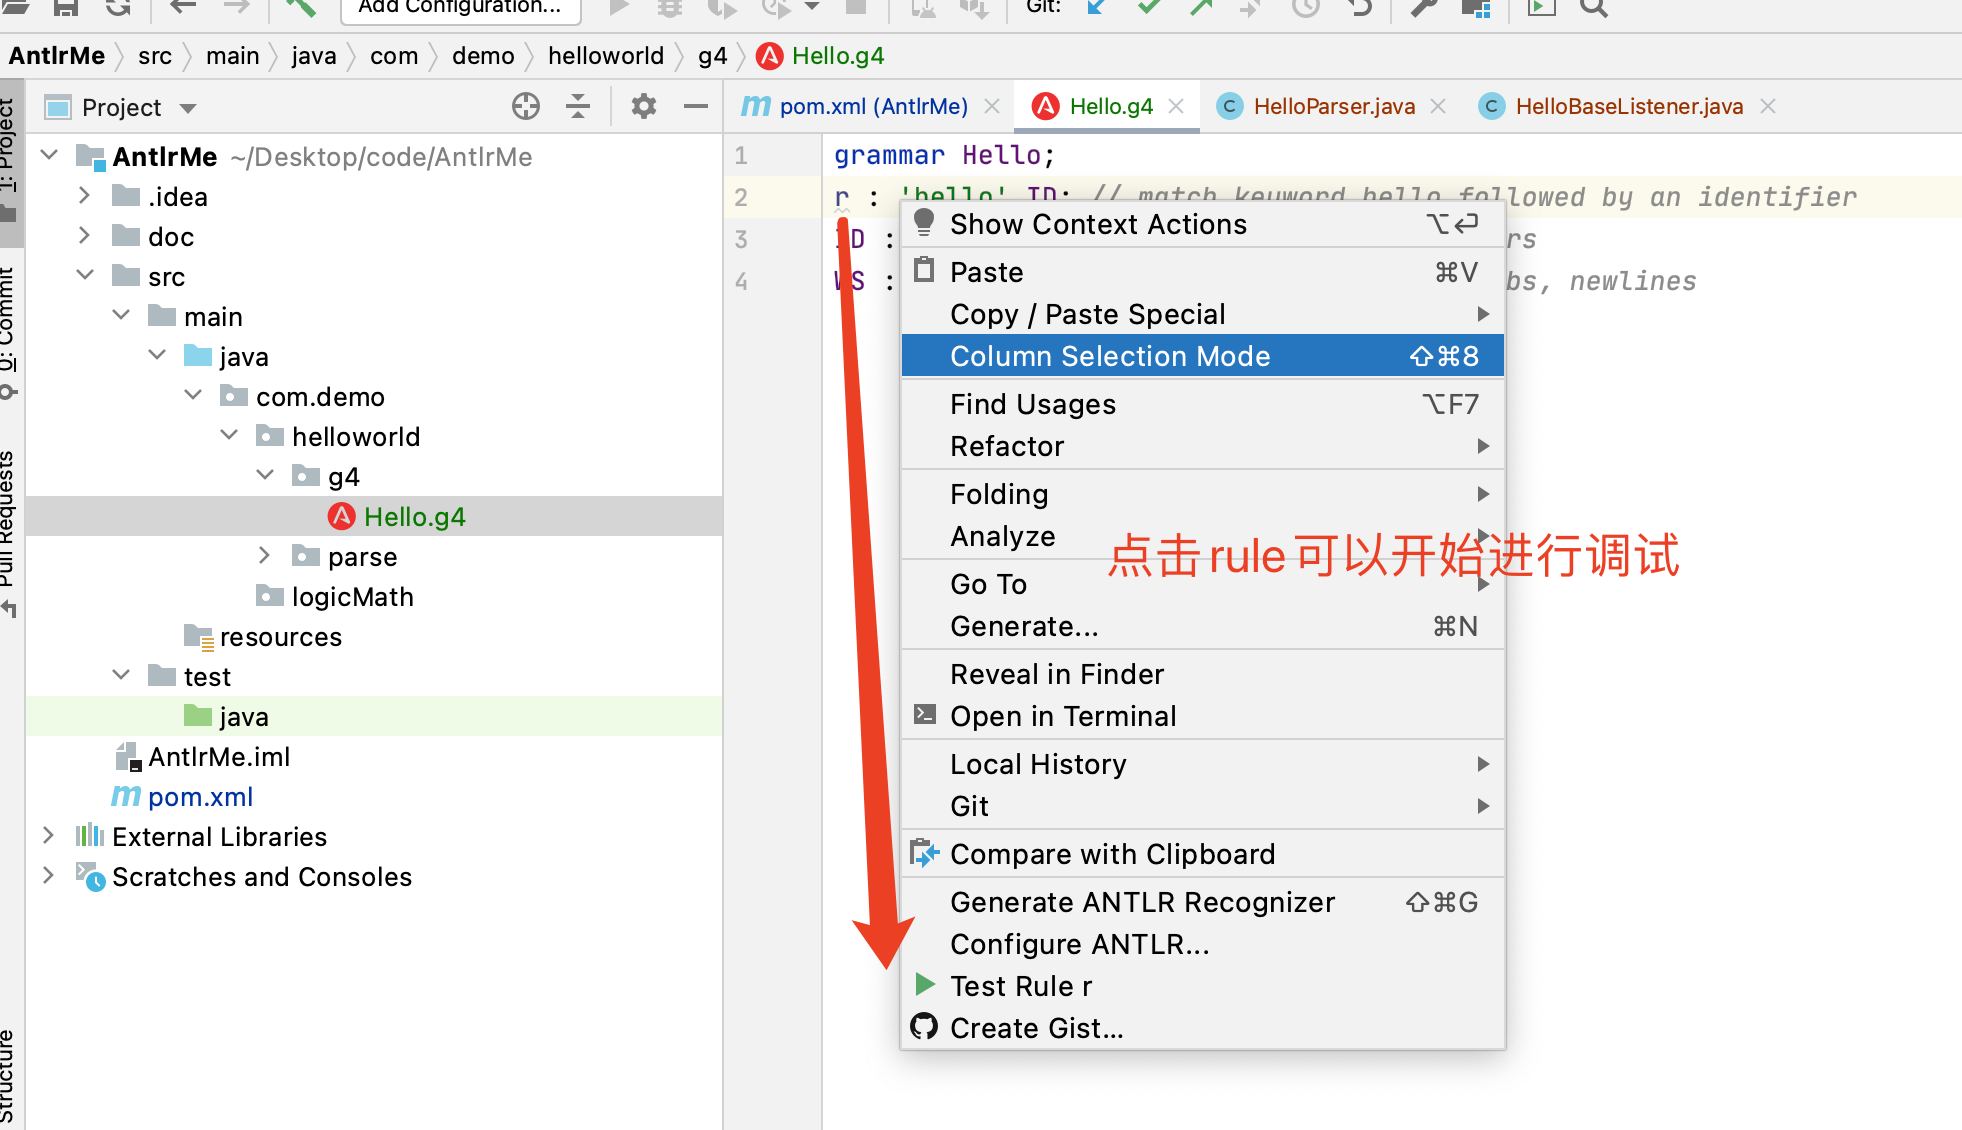 Add Configuration...
Git:
AntlrMe src main java com demo helloworld g4 Hello.g4
1: Project
0: Commit
Pull Requests
Structure
Project
AntlrMe ~/Desktop/code/AntlrMe
.idea
doc
src
main
java
com.demo
helloworld
g4
Hello.g4
parse
logicMath
resources
test
java
AntlrMe.iml
pom.xml
External Libraries
Scratches and Consoles
pom.xml (AntlrMe) Hello.g4 HelloParser.java HelloBaseListener.java
1 grammar Hello;
2 r : 'hello' ID; // match keyword hello followed by an identifier
3 ID : rs
4 WS : bs, newlines
Show Context Actions ⌥↩
Paste ⌘V
Copy / Paste Special
Column Selection Mode ⇧⌘8
Find Usages ⌥F7
Refactor
Folding
Analyze
点击rule可以开始进行调试
Go To
Generate... ⌘N
Reveal in Finder
Open in Terminal
Local History
Git
Compare with Clipboard
Generate ANTLR Recognizer ⇧⌘G
Configure ANTLR...
Test Rule r
Create Gist...